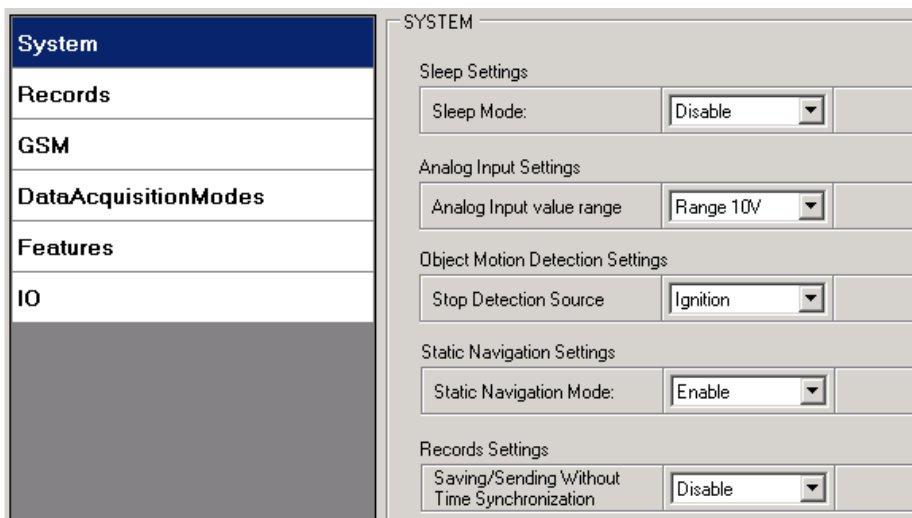 System
Records
GSM
DataAcquisitionModes
Features
IO
SYSTEM
Sleep Settings
Sleep Mode: Disable
Analog Input Settings
Analog Input value range Range 10V
Object Motion Detection Settings
Stop Detection Source Ignition
Static Navigation Settings
Static Navigation Mode: Enable
Records Settings
Saving/Sending Without
Time Synchronization Disable